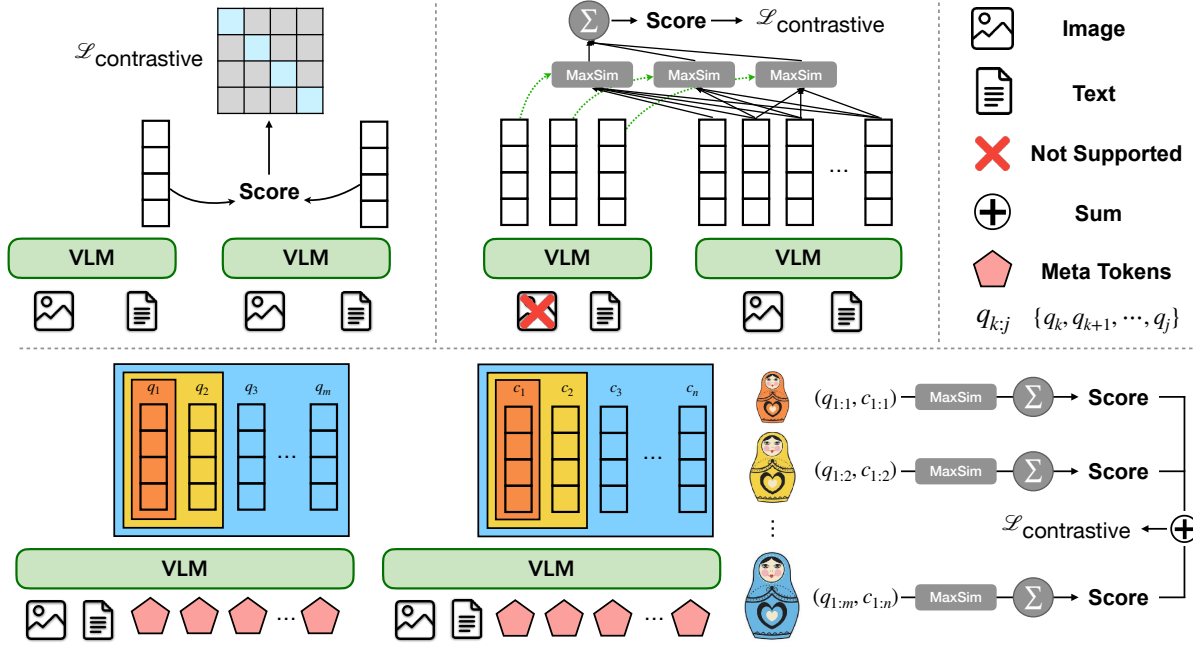 ℒcontrastive
Score
VLM
VLM
Σ
Score
ℒcontrastive
MaxSim
MaxSim
MaxSim
...
VLM
VLM
Image
Text
Not Supported
Sum
Meta Tokens
q_{k:j} {q_k, q_{k+1}, ⋯, q_j}
q_1 q_2 q_3 q_m
...
VLM
...
c_1 c_2 c_3 c_n
...
VLM
...
(q_{1:1}, c_{1:1}) MaxSim Σ Score
(q_{1:2}, c_{1:2}) MaxSim Σ Score
⋮
ℒcontrastive
(q_{1:m}, c_{1:n}) MaxSim Σ Score